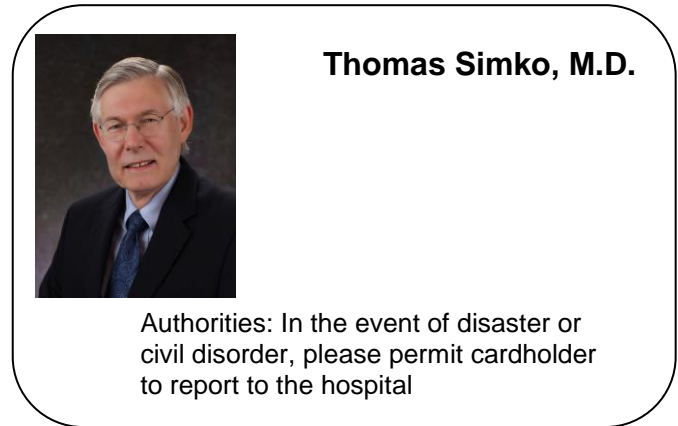 Thomas Simko, M.D.
Authorities: In the event of disaster or
civil disorder, please permit cardholder
to report to the hospital